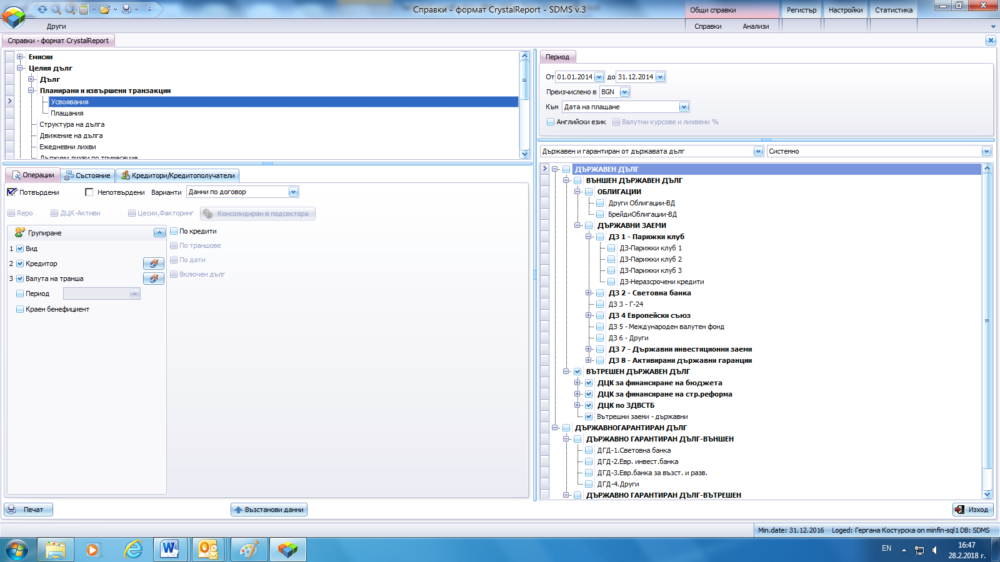 Справки - формат CrystalReport - SDMS v.3
Общи справки
Регистър
Настройки
Статистика
Други
Справки
Анализи
Справки - формат CrystalReport
Емисии
Целия дълг
Дълг
Планирани и извършени транзакции
Усвоявания
Плащания
Структура на дълга
Движение на дълга
Ежедневни лихви
Дължими лихви по тримесечие
Период
От 01.01.2014 до 31.12.2014
Преизчислено в BGN
Към Дата на плащане
Английски език Валутни курсове и лихвени %
Държавен и гарантиран от държавата дълг
Системно
Операции
Състояние
Кредитори/Кредитополучатели
Потвърдени Непотвърдени Варианти Данни по договор
Repo ДЦК-Активи Цесии,Факторинг Консолидиран в подсектора
Групиране
1 Вид
2 Кредитор
3 Валута на транша
Период
Краен бенефициент
По кредити
По траншове
По дати
Включен дълг
ДЪРЖАВЕН ДЪЛГ
ВЪНШЕН ДЪРЖАВЕН ДЪЛГ
ОБЛИГАЦИИ
Други Облигации-ВД
БрейдиОблигации-ВД
ДЪРЖАВНИ ЗАЕМИ
ДЗ 1 - Парижки клуб
ДЗ-Парижки клуб 1
ДЗ-Парижки клуб 2
ДЗ-Парижки клуб 3
ДЗ-Неразсрочени кредити
ДЗ 2 - Световна банка
ДЗ 3 - Г-24
ДЗ 4 Европейски съюз
ДЗ 5 - Международен валутен фонд
ДЗ 6 - Други
ДЗ 7 - Държавни инвестиционни заеми
ДЗ 8 - Активирани държавни гаранции
ВЪТРЕШЕН ДЪРЖАВЕН ДЪЛГ
ДЦК за финансиране на бюджета
ДЦК за финансиране на стр.реформа
ДЦК по ЗДВСТБ
Вътрешни заеми - държавни
ДЪРЖАВНОГАРАНТИРАН ДЪЛГ
ДЪРЖАВНО ГАРАНТИРАН ДЪЛГ-ВЪНШЕН
ДГД-1.Световна банка
ДГД-2.Евр. инвест.банка
ДГД-3.Евр.банка за възст. и разв.
ДГД-4.Други
ДЪРЖАВНО ГАРАНТИРАН ДЪЛГ-ВЪТРЕШЕН
Печат
Възстанови данни
Изход
Min.date: 31.12.2016 Loged: Гергана Костурска on minfin-sql1 DB: SDMS
EN
16:47
28.2.2018 г.